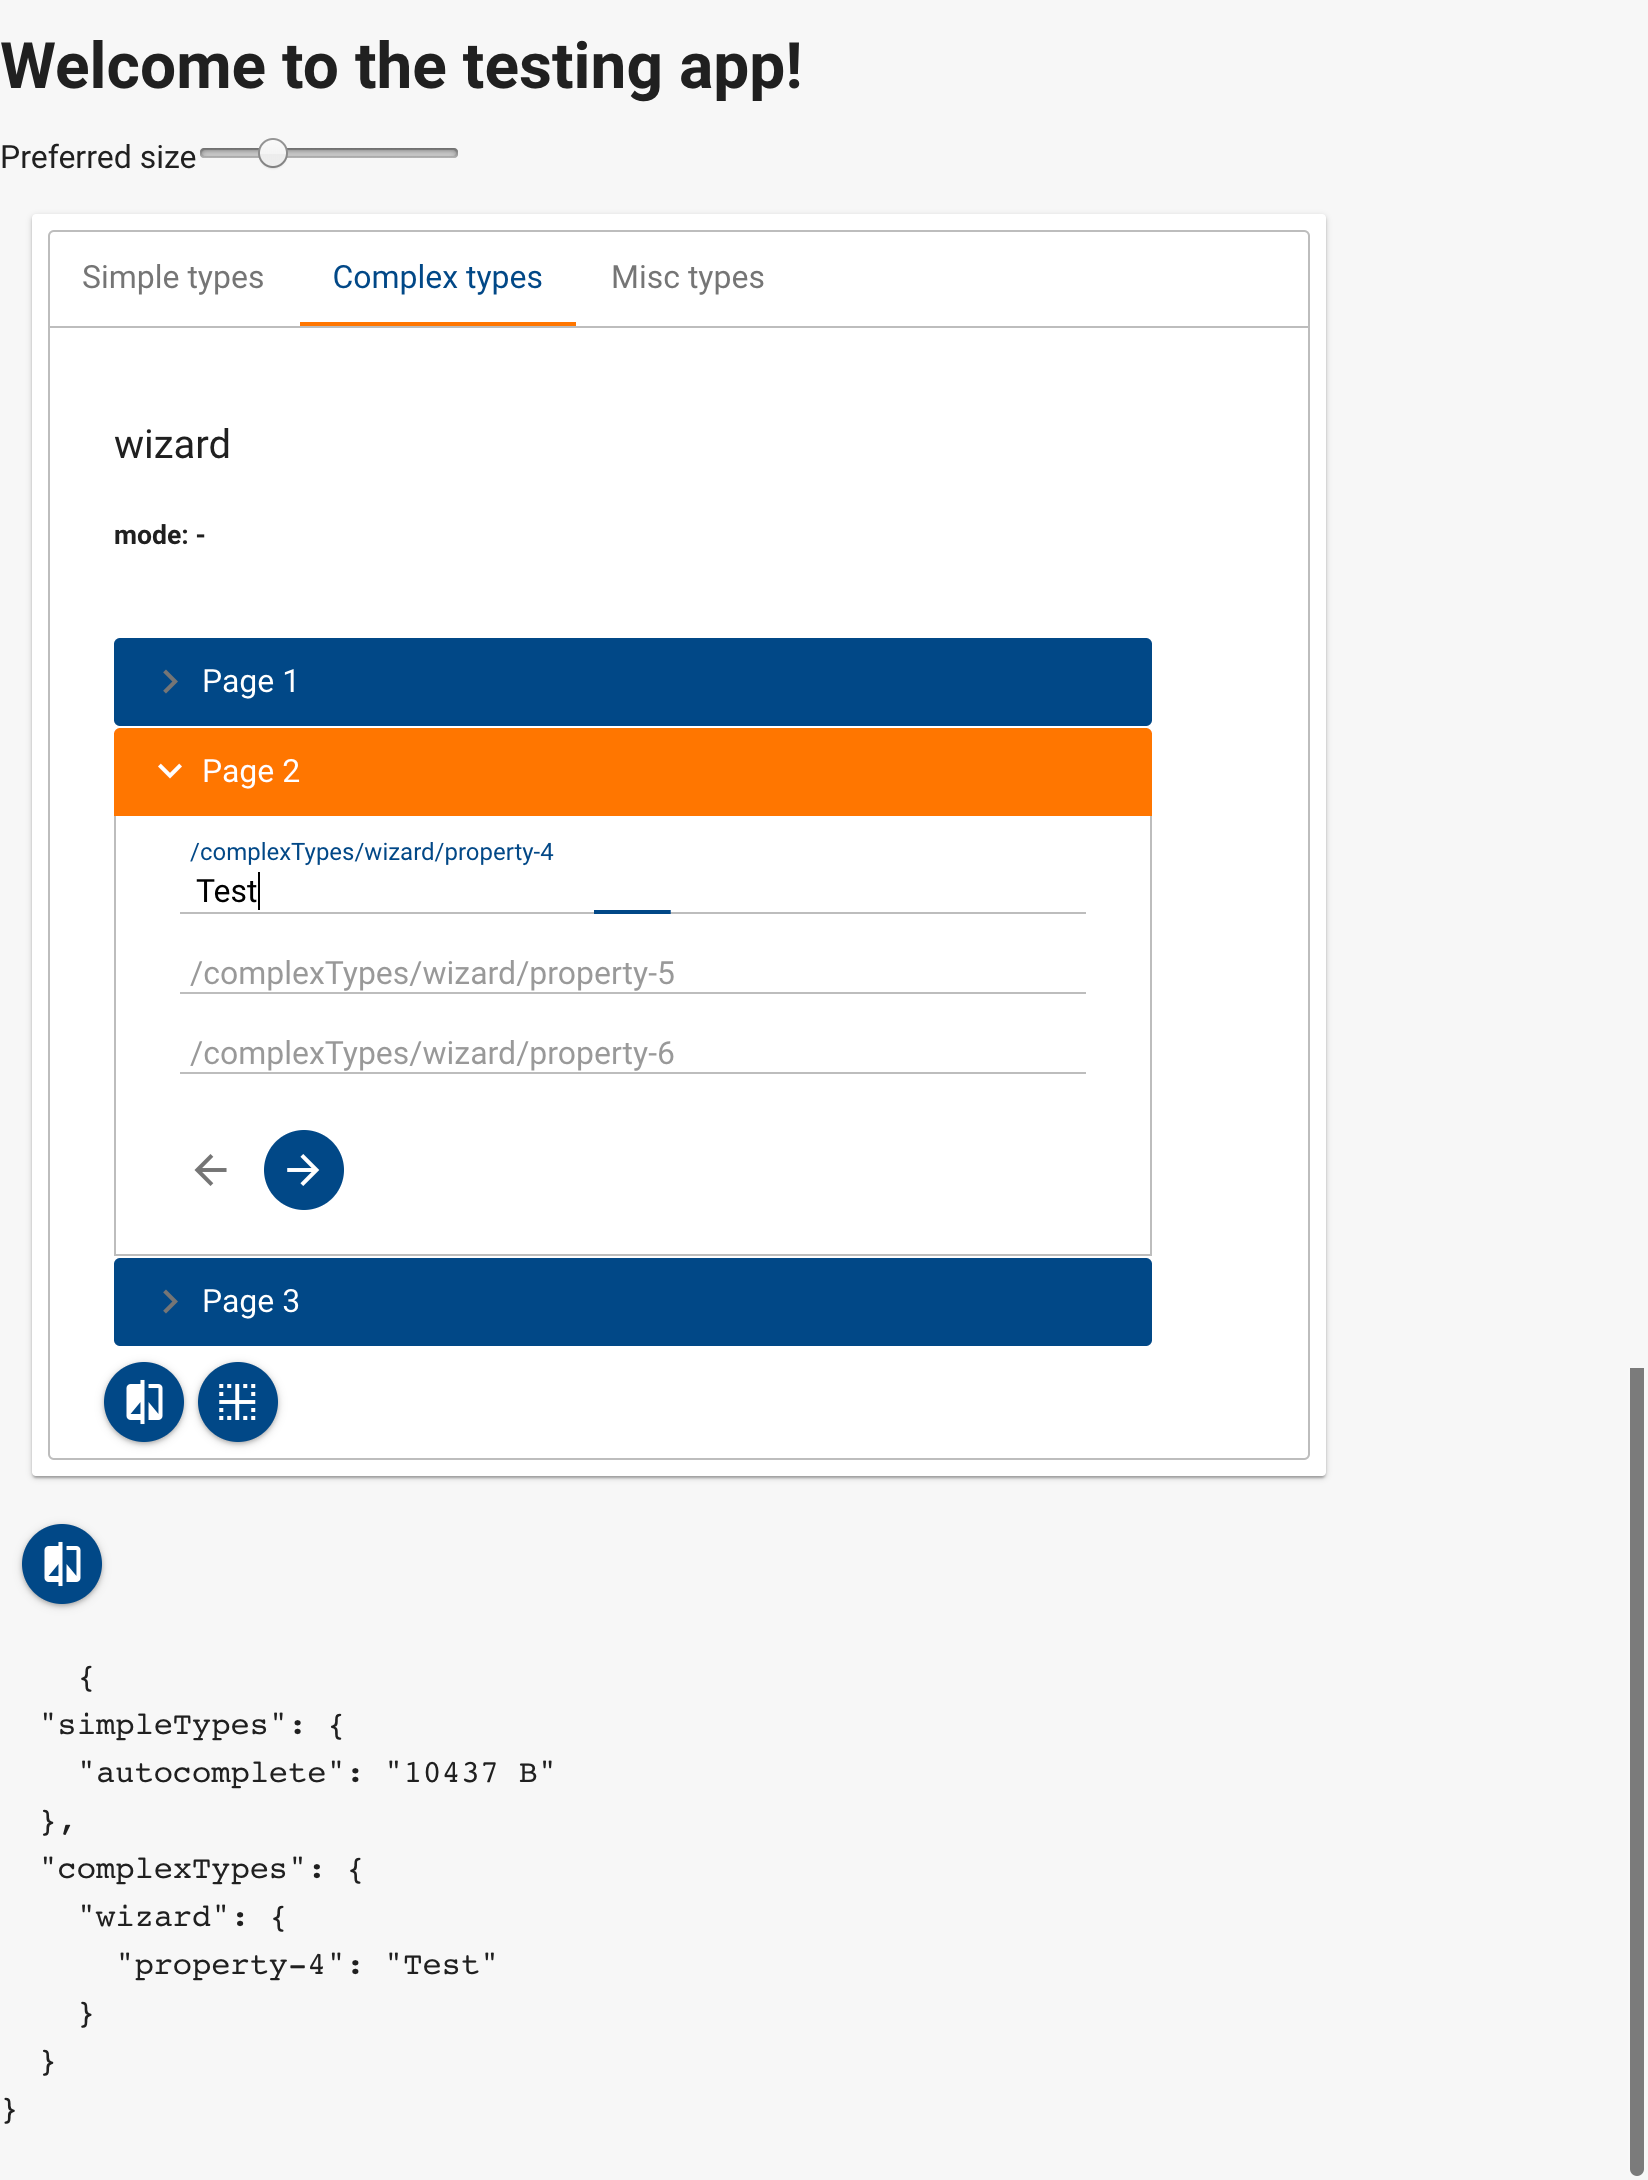 Welcome to the testing app!
Preferred size
Simple types Complex types Misc types
wizard
mode: -
Page 1
Page 2
/complexTypes/wizard/property-4
Test
/complexTypes/wizard/property-5
/complexTypes/wizard/property-6
Page 3
{
"simpleTypes": {
"autocomplete": "10437 B"
},
"complexTypes": {
"wizard": {
"property-4": "Test"
}
}
}